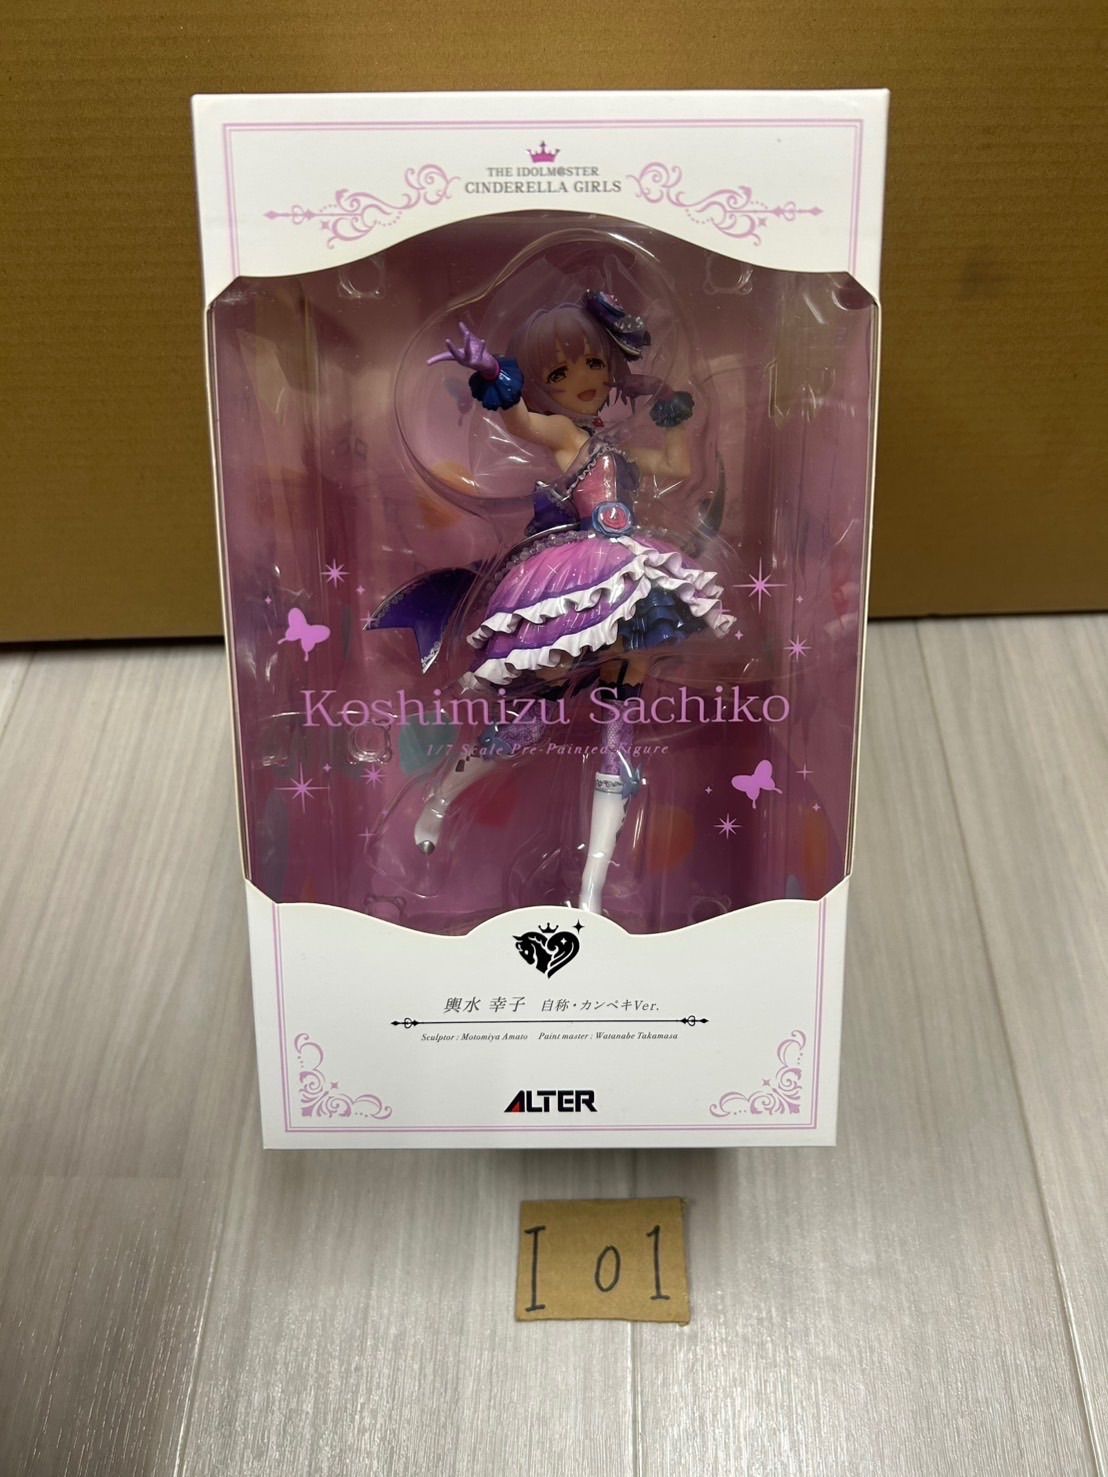 THE IDOLM@STER
CINDERELLA GIRLS
Koshimizu Sachiko
1/7 Scale Pre-Painted Figure
輿水 幸子 自称・カンペキVer.
Sculptor : Motomiya Amato Paint master : Watanabe Takamasa
ALTER
I 01